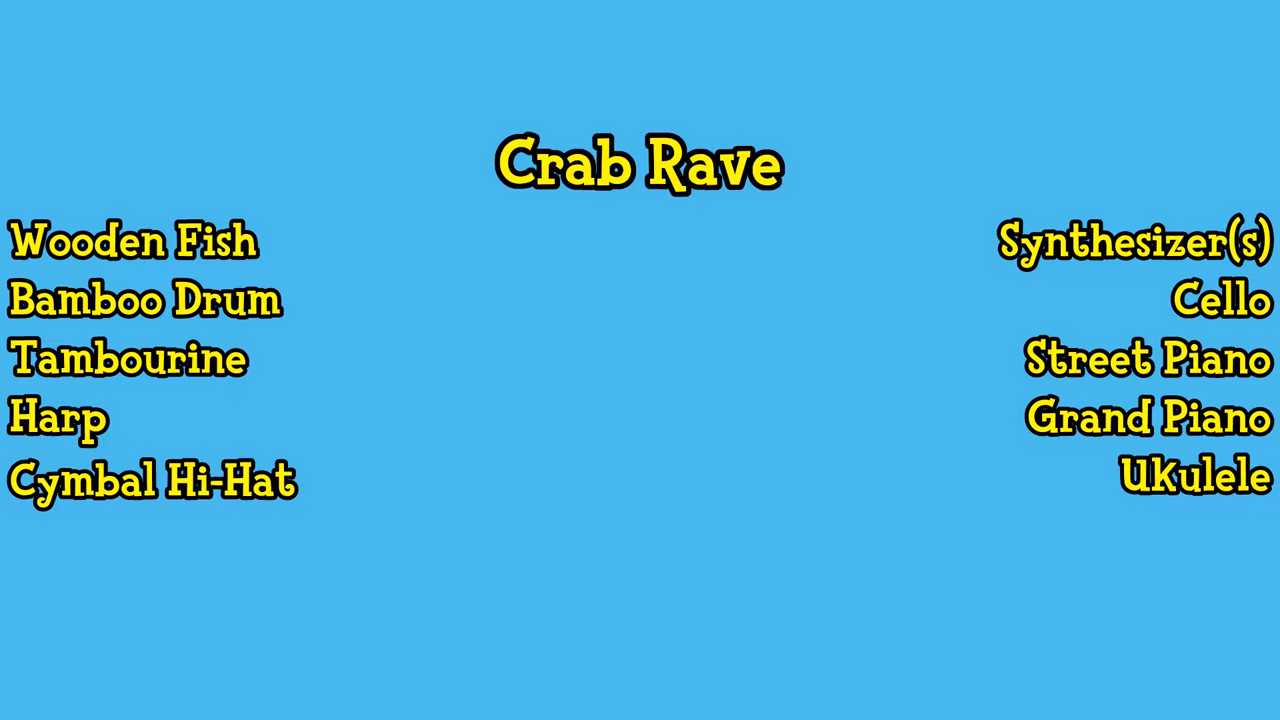 Crab Rave
Wooden Fish
Bamboo Drum
Tambourine
Harp
Cymbal Hi-Hat
Synthesizer(s)
Cello
Street Piano
Grand Piano
Ukulele